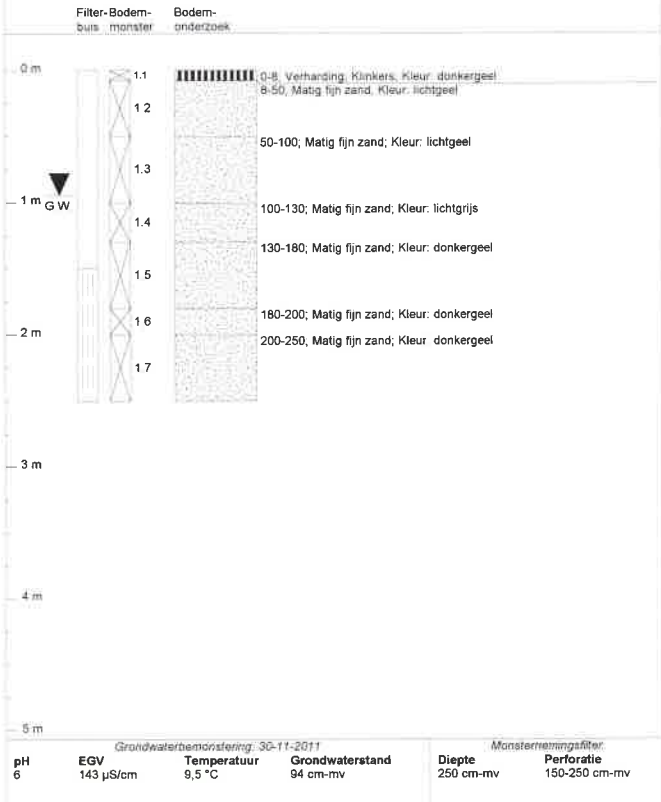 Filter- Bodem- Bodem-
buis monster onderzoek
0 m
1.1
0-8, Verharding, Klinkers, Kleur: donkergeel
8-50, Matig fijn zand, Kleur: lichtgeel
1 2
50-100; Matig fijn zand; Kleur: lichtgeel
1.3
1 m
GW
100-130; Matig fijn zand; Kleur: lichtgrijs
1.4
130-180; Matig fijn zand; Kleur: donkergeel
1 5
180-200; Matig fijn zand; Kleur: donkergeel
1 6
2 m
200-250; Matig fijn zand; Kleur donkergeel
1 7
3 m
4 m
5 m
Grondwaterbemonstering: 30-11-2011 Monsternemingsfilter:
pH EGV Temperatuur Grondwaterstand Diepte Perforatie
6 143 µS/cm 9,5 °C 94 cm-mv 250 cm-mv 150-250 cm-mv